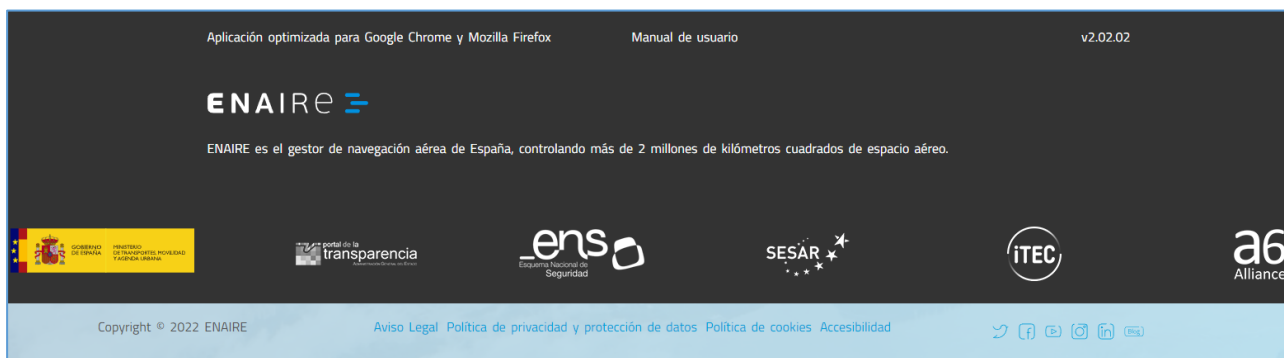 Aplicación optimizada para Google Chrome y Mozilla Firefox Manual de usuario v2.02.02
ENAIRE
ENAIRE es el gestor de navegación aérea de España, controlando más de 2 millones de kilómetros cuadrados de espacio aéreo.
GOBIERNO DE ESPAÑA
MINISTERIO DE TRANSPORTES, MOVILIDAD Y AGENDA URBANA
portal de la
transparencia
ens
Esquema Nacional de
Seguridad
SESAR
iTEC
a6
Alliance
Copyright © 2022 ENAIRE Aviso Legal Política de privacidad y protección de datos Política de cookies Accesibilidad
Blog